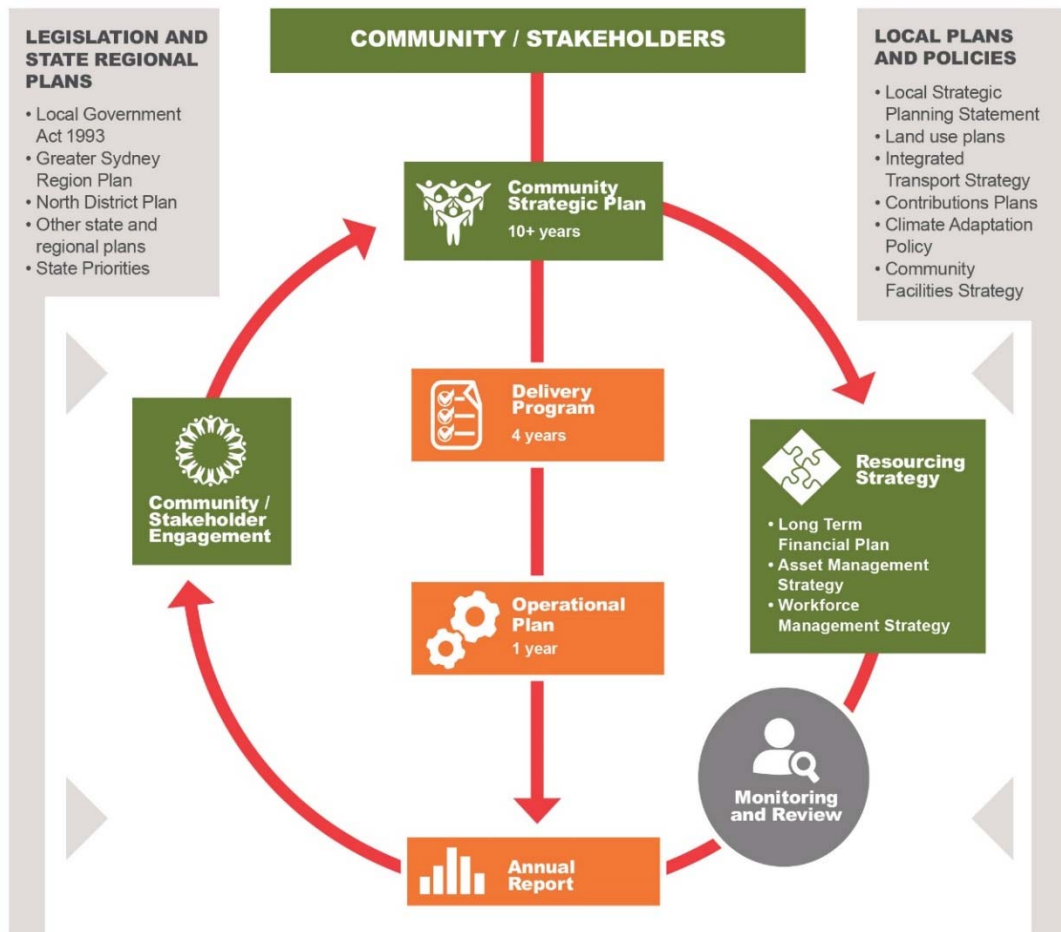 LEGISLATION AND
STATE REGIONAL
PLANS
• Local Government
Act 1993
• Greater Sydney
Region Plan
• North District Plan
• Other state and
regional plans
• State Priorities
COMMUNITY / STAKEHOLDERS
LOCAL PLANS
AND POLICIES
• Local Strategic
Planning Statement
• Land use plans
• Integrated
Transport Strategy
• Contributions Plans
• Climate Adaptation
Policy
• Community
Facilities Strategy
Community
Strategic Plan
10+ years
Delivery
Program
4 years
Community /
Stakeholder
Engagement
Resourcing
Strategy
• Long Term
Financial Plan
• Asset Management
Strategy
• Workforce
Management Strategy
Operational
Plan
1 year
Monitoring
and Review
Annual
Report